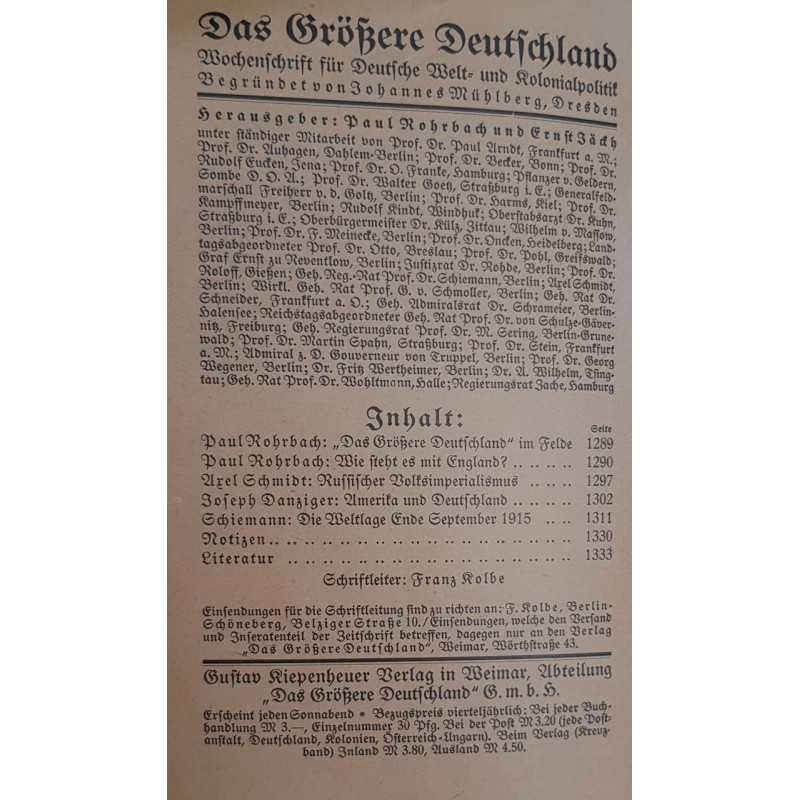 Das Größere Deutschland
Wochenschrift für Deutsche Welt- und Kolonialpolitik
Begründet von Johannes Mühlberg, Dresden
Herausgeber: Paul Rohrbach und Ernst Jäckh
unter ständiger Mitarbeit von Prof. Dr. Paul Arndt, Frankfurt a. M.;
Prof. Dr. Auhagen, Dahlem-Berlin; Prof. Dr. Becker, Bonn; Prof. Dr.
Rudolf Eucken, Jena; Prof. Dr. O. Franke, Hamburg; Pflanzer v. Geldern,
Sombe D. O. A.; Prof. Dr. Walter Goetz, Straßburg i. E.; Generalfeld-
marschall Freiherr v. d. Goltz, Berlin; Prof. Dr. Harms, Kiel; Prof. Dr.
Kampffmeyer, Berlin; Rudolf Kindt, Windhuk; Oberstabsarzt Dr. Kuhn,
Straßburg i. E.; Oberbürgermeister Dr. Külz, Zittau; Wilhelm v. Massow,
Berlin; Prof. Dr. F. Meinecke, Berlin; Prof. Dr. Oncken, Heidelberg; Land-
tagsabgeordneter Prof. Dr. Otto, Breslau; Prof. Dr. Pohl, Greifswald;
Graf Ernst zu Reventlow, Berlin; Justizrat Dr. Rohde, Berlin; Prof. Dr.
Roloff, Gießen; Geh. Reg.-Rat Prof. Dr. Schiemann, Berlin; Axel Schmidt,
Berlin; Wirkl. Geh. Rat Prof. G. v. Schmoller, Berlin; Geh. Rat Dr.
Schneider, Frankfurt a. O.; Geh. Admiralsrat Dr. Schrameier, Berlin-
Halensee; Reichstagsabgeordneter Geh. Rat Prof. Dr. von Schulze-Gäver-
nitz, Freiburg; Geh. Regierungsrat Prof. Dr. M. Sering, Berlin-Grune-
wald; Prof. Dr. Martin Spahn, Straßburg; Prof. Dr. Stein, Frankfurt
a. M.; Admiral z. D. Gouverneur von Truppel, Berlin; Prof. Dr. Georg
Wegener, Berlin; Dr. Fritz Wertheimer, Berlin; Dr. A. Wilhelm, Tsing-
tau; Geh. Rat Prof. Dr. Wohltmann, Halle; Regierungsrat Zache, Hamburg
Inhalt:
Seite
Paul Rohrbach: „Das Größere Deutschland“ im Felde 1289
Paul Rohrbach: Wie steht es mit England? .. .. .. .. 1290
Axel Schmidt: Russischer Volksimperialismus .. .. .. 1297
Joseph Danziger: Amerika und Deutschland .. .. .. .. 1302
Schiemann: Die Weltlage Ende September 1915 .. .. 1311
Notizen .. .. .. .. .. .. .. .. .. .. .. .. .. .. .. 1330
Literatur .. .. .. .. .. .. .. .. .. .. .. .. .. .. 1333
Schriftleiter: Franz Kolbe
Einsendungen für die Schriftleitung sind zu richten an: F. Kolbe, Berlin-
Schöneberg, Belziger Straße 10. / Einsendungen, welche den Versand
und Inseratenteil der Zeitschrift betreffen, dagegen nur an den Verlag
„Das Größere Deutschland“, Weimar, Wörthstraße 43.
Gustav Kiepenheuer Verlag in Weimar, Abteilung
„Das Größere Deutschland“ G. m. b. H.
Erscheint jeden Sonnabend * Bezugspreis vierteljährlich: Bei jeder Buch-
handlung M 3.—, Einzelnummer 30 Pfg. Bei der Post M 3.20 (jede Post-
anstalt, Deutschland, Kolonien, Österreich-Ungarn). Beim Verlag (Kreuz-
band) Inland M 3.80, Ausland M 4.50.